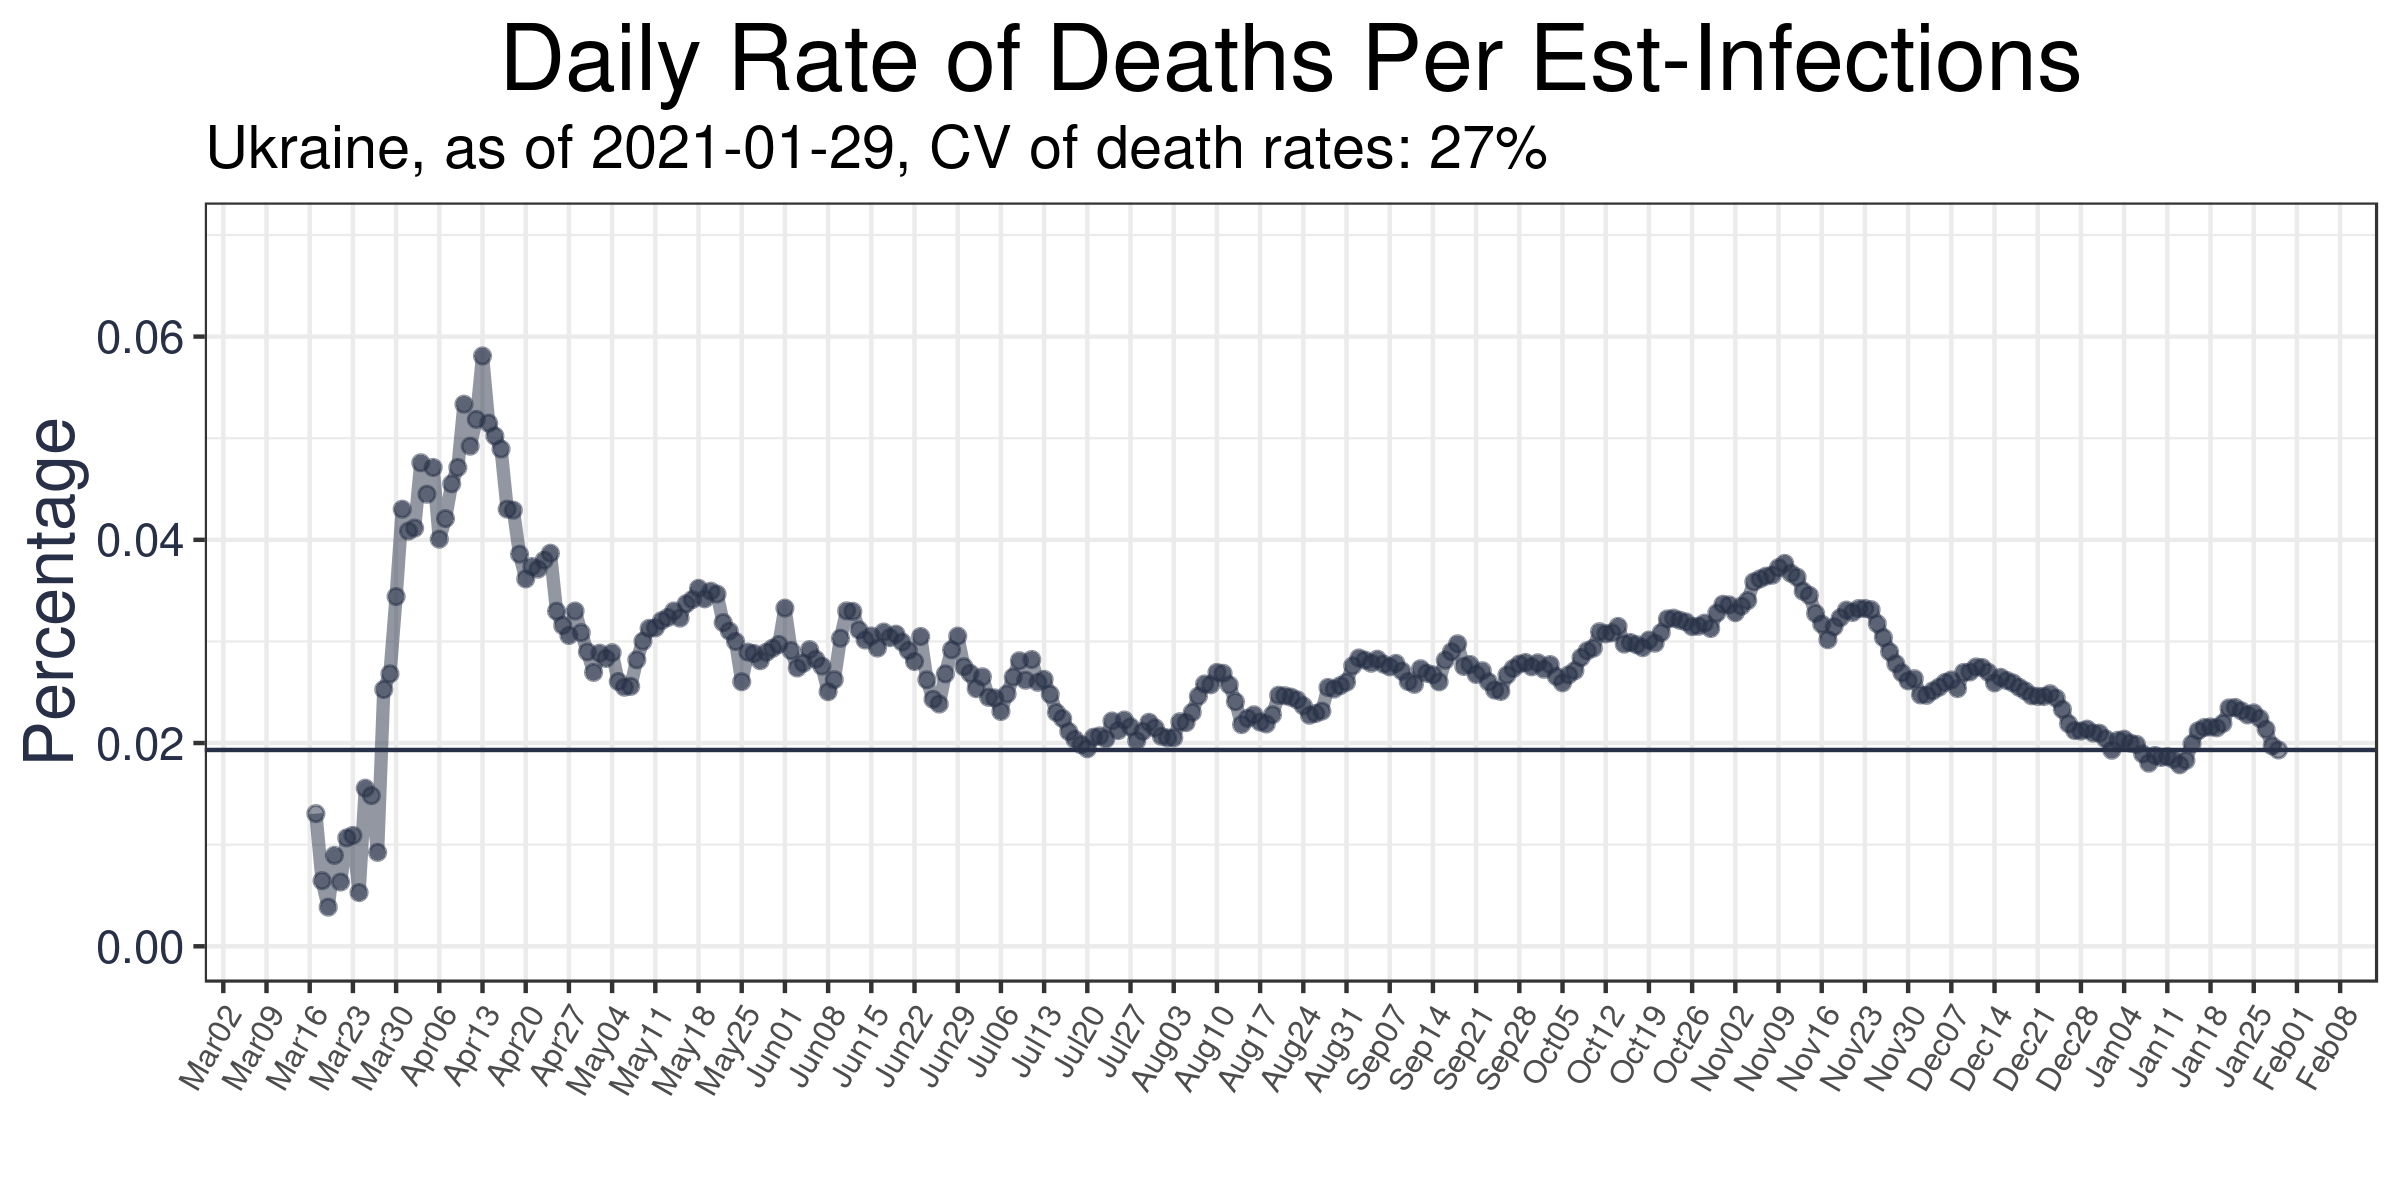 Daily Rate of Deaths Per Est-Infections
Ukraine, as of 2021-01-29, CV of death rates: 27%
Percentage
0.06
0.04
0.02
0.00
Mar02
Mar09
Mar16
Mar23
Mar30
Apr06
Apr13
Apr20
Apr27
May04
May11
May18
May25
Jun01
Jun08
Jun15
Jun22
Jun29
Jul06
Jul13
Jul20
Jul27
Aug03
Aug10
Aug17
Aug24
Aug31
Sep07
Sep14
Sep21
Sep28
Oct05
Oct12
Oct19
Oct26
Nov02
Nov09
Nov16
Nov23
Nov30
Dec07
Dec14
Dec21
Dec28
Jan04
Jan11
Jan18
Jan25
Feb01
Feb08